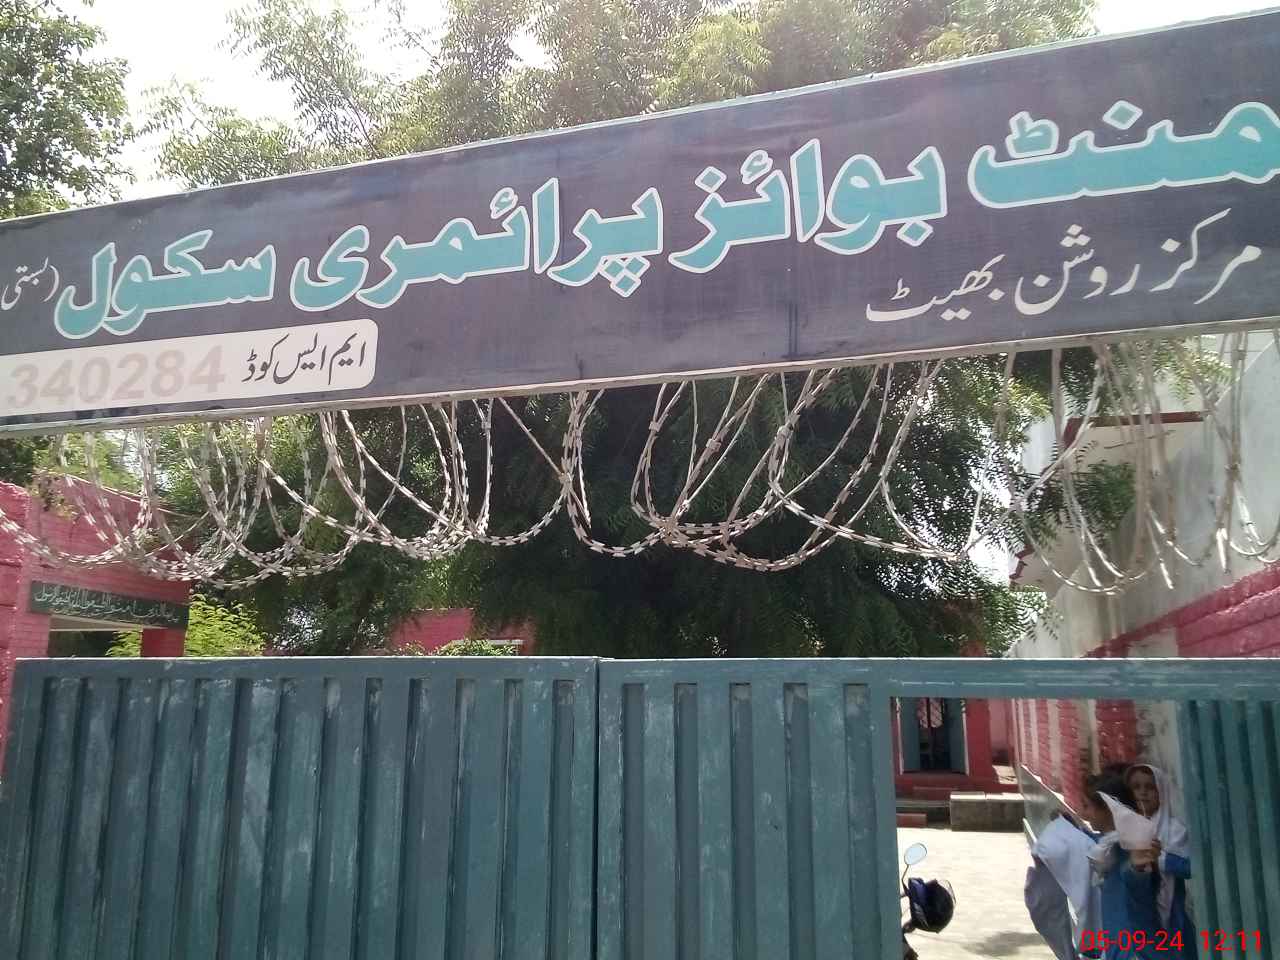 منٹ بوائز پرائمری سکول (بستی
مرکز روشن بھیٹ
ایم ایس کوڈ 340284
05-09-24 12:11